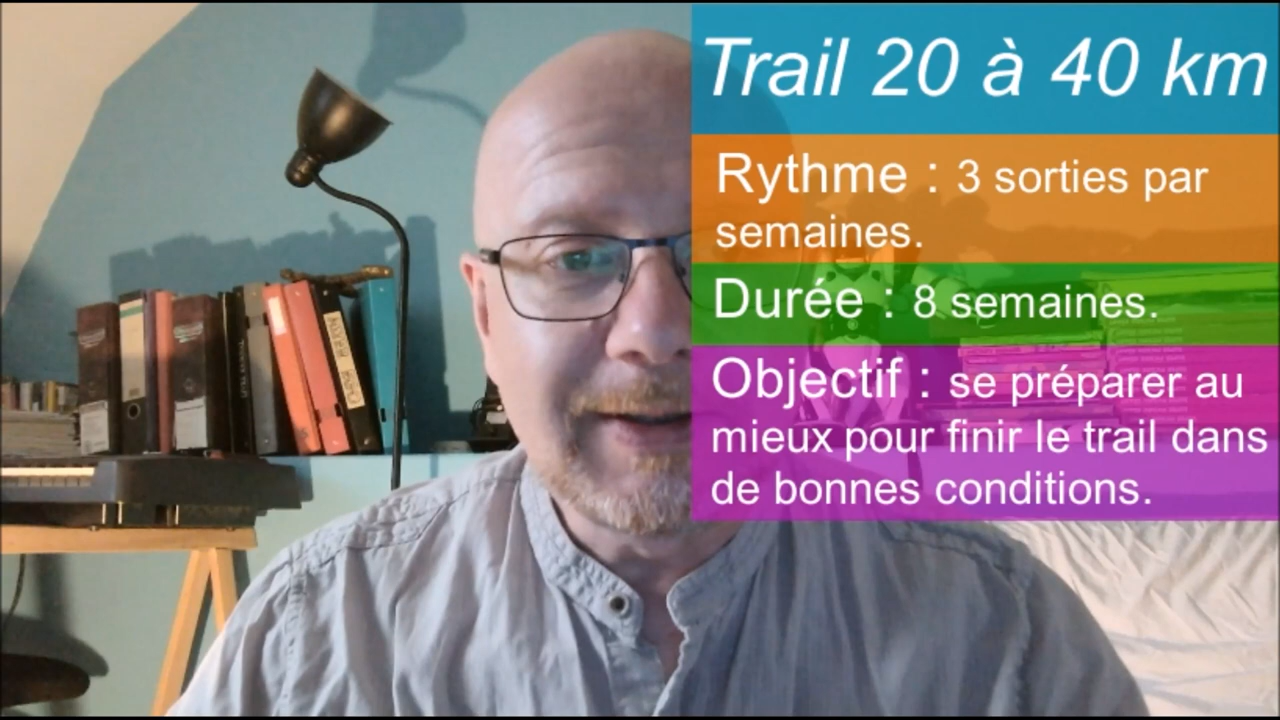 Trail 20 à 40 km
Rythme : 3 sorties par
semaines.
Durée : 8 semaines.
Objectif : se préparer au
mieux pour finir le trail dans
de bonnes conditions.